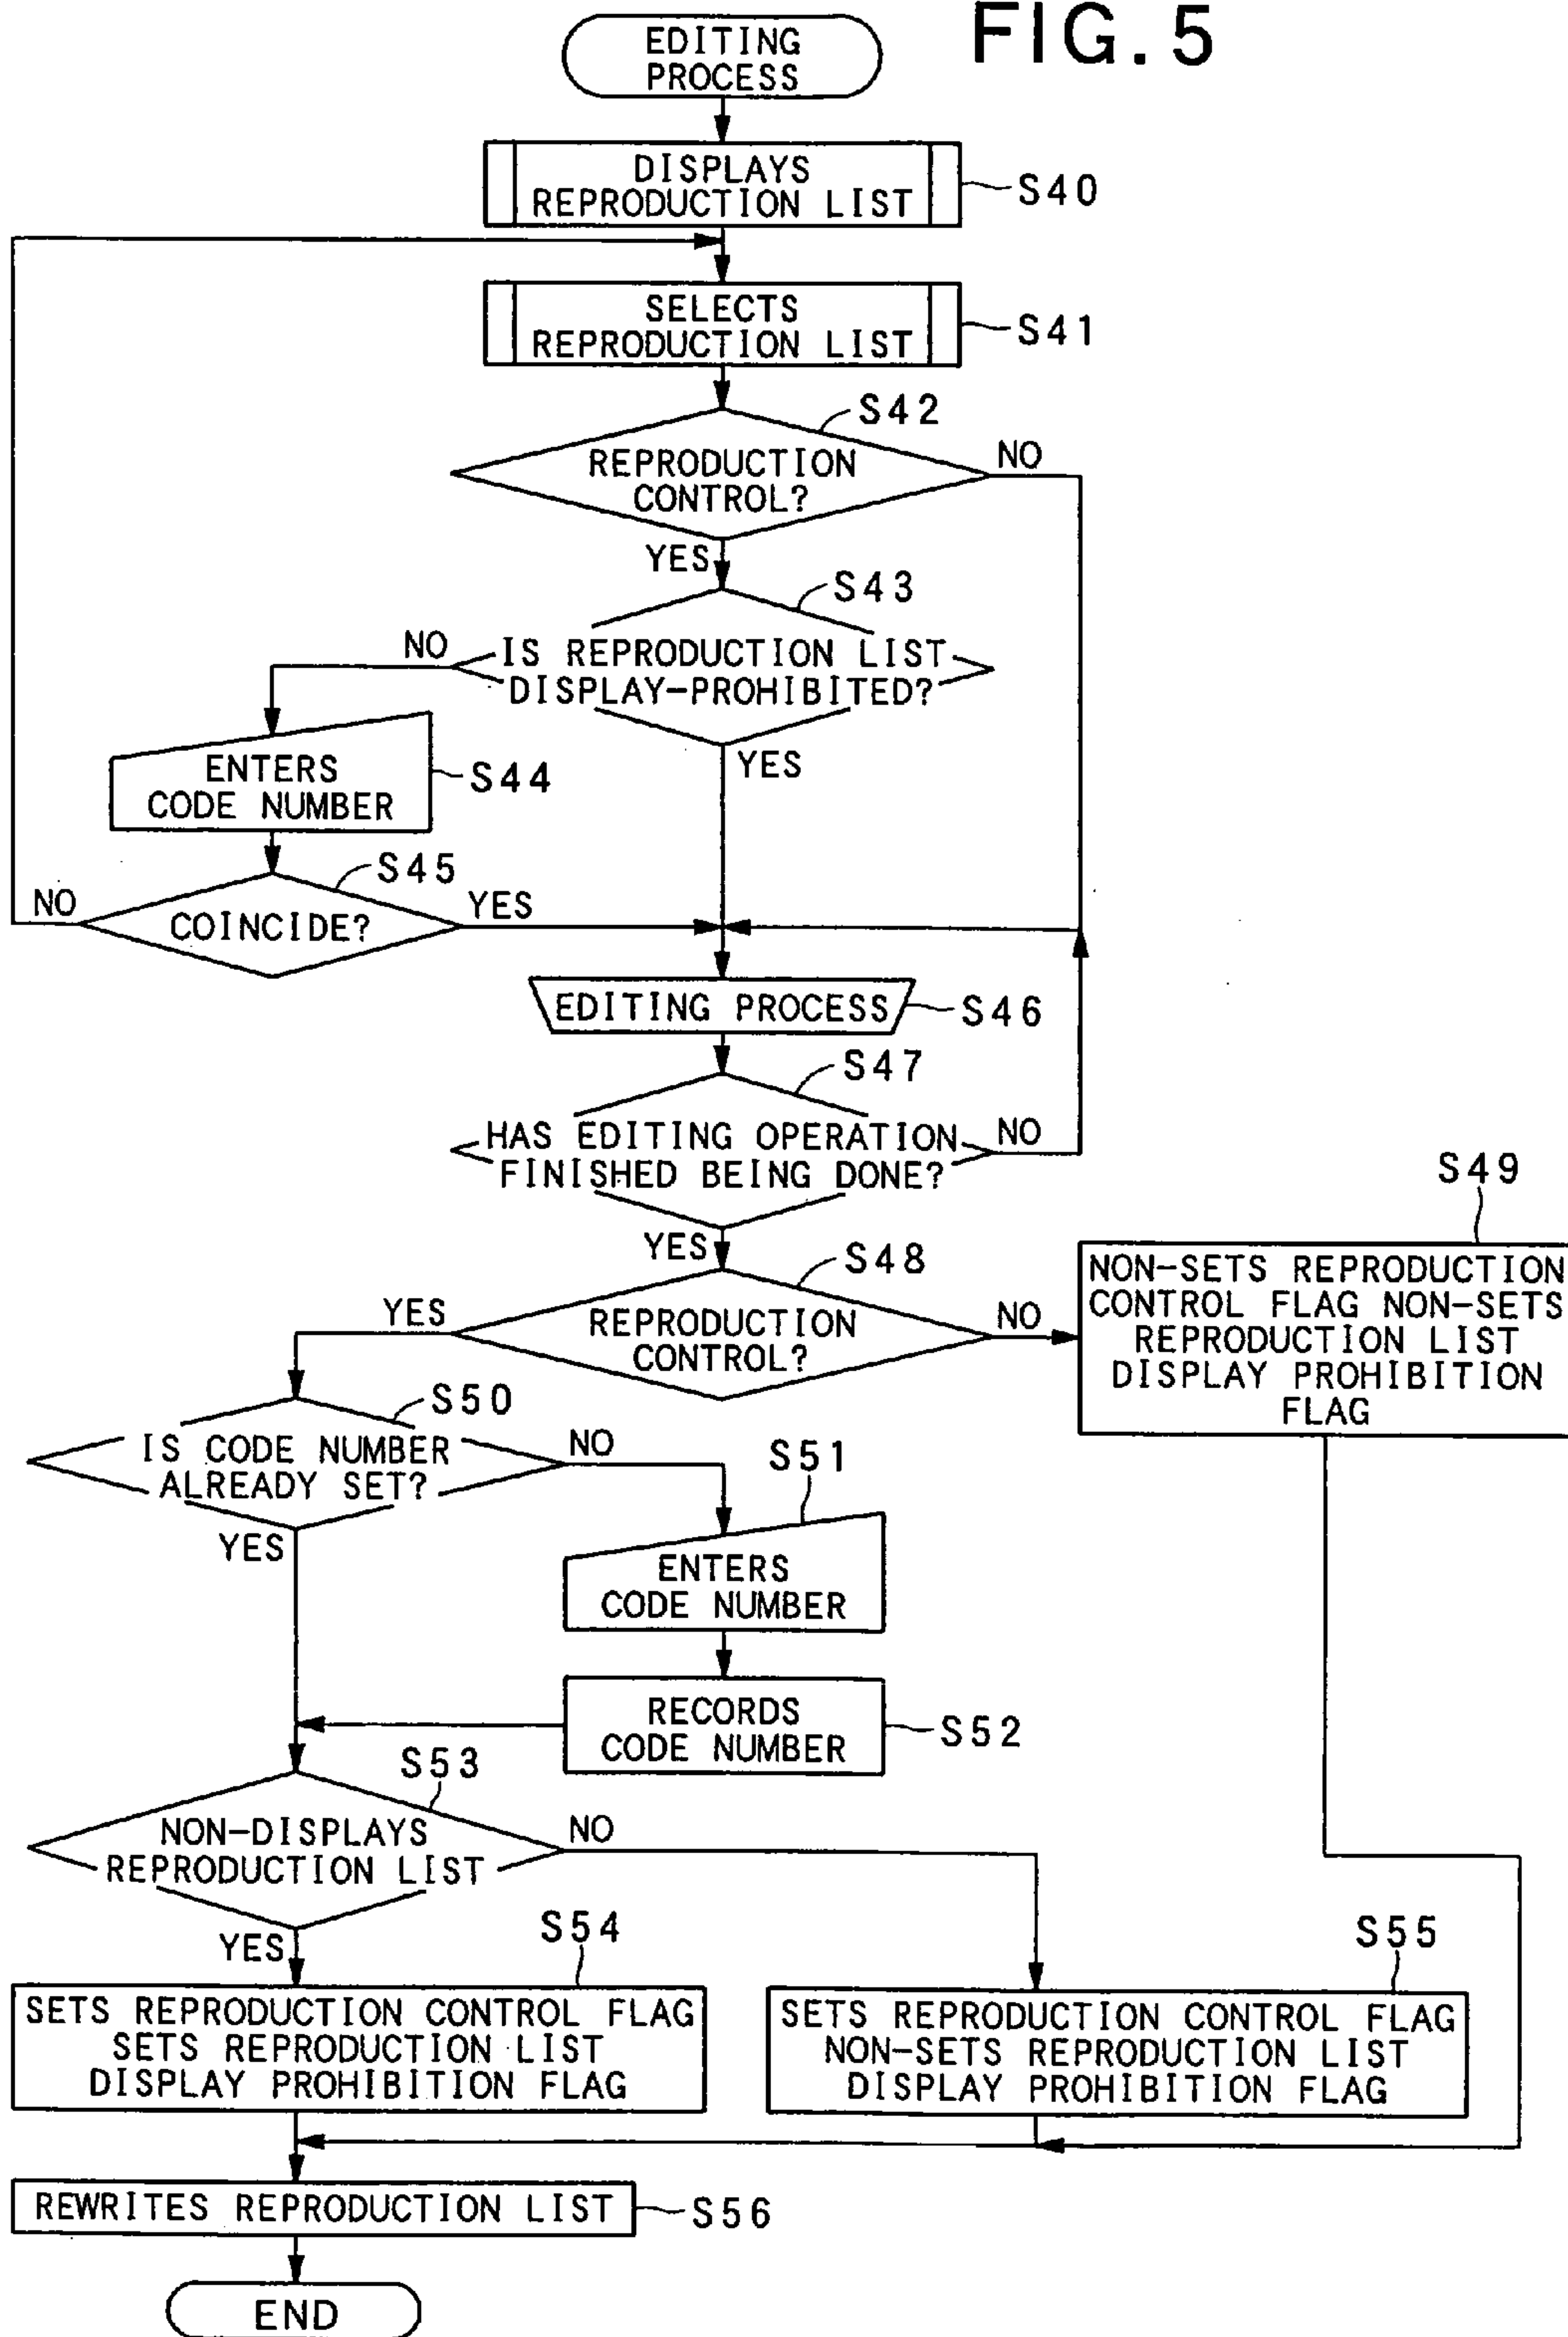 FIG. 5
EDITING
PROCESS
DISPLAYS
REPRODUCTION LIST
S40
SELECTS
REPRODUCTION LIST
S41
S42
REPRODUCTION
CONTROL?
NO
YES
S43
NO
IS REPRODUCTION LIST
DISPLAY-PROHIBITED?
YES
ENTERS
CODE NUMBER
S44
S45
NO
COINCIDE?
YES
EDITING PROCESS
S46
S47
HAS EDITING OPERATION
FINISHED BEING DONE?
NO
YES
S48
REPRODUCTION
CONTROL?
YES
NO
S49
NON-SETS REPRODUCTION
CONTROL FLAG NON-SETS
REPRODUCTION LIST
DISPLAY PROHIBITION
FLAG
S50
IS CODE NUMBER
ALREADY SET?
NO
YES
S51
ENTERS
CODE NUMBER
RECORDS
CODE NUMBER
S52
S53
NON-DISPLAYS
REPRODUCTION LIST
NO
YES
S54
SETS REPRODUCTION CONTROL FLAG
SETS REPRODUCTION LIST
DISPLAY PROHIBITION FLAG
S55
SETS REPRODUCTION CONTROL FLAG
NON-SETS REPRODUCTION LIST
DISPLAY PROHIBITION FLAG
REWRITES REPRODUCTION LIST
S56
END